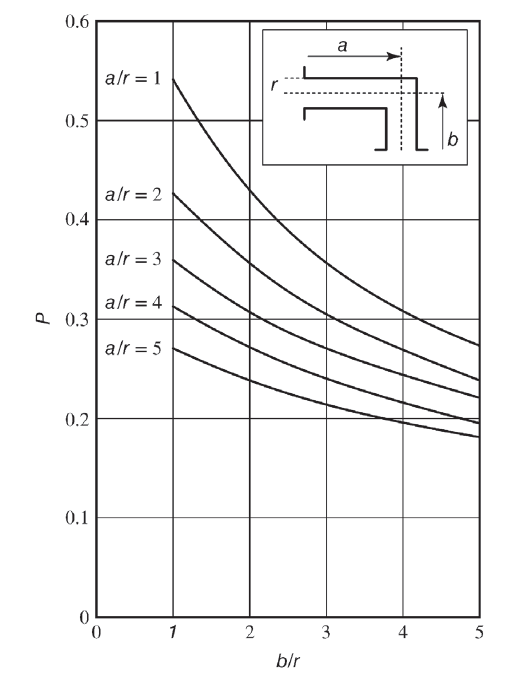 0.6
0.5
0.4
0.3
0.2
0.1
0
P
a/r = 1
a/r = 2
a/r = 3
a/r = 4
a/r = 5
a
r
b
0 1 2 3 4 5
b/r